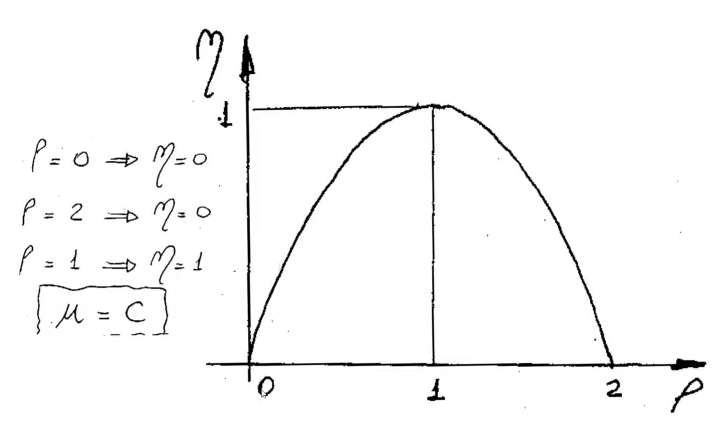 η
1
ρ = 0 ⇒ η = 0
ρ = 2 ⇒ η = 0
ρ = 1 ⇒ η = 1
μ = C
0 1 2 ρ